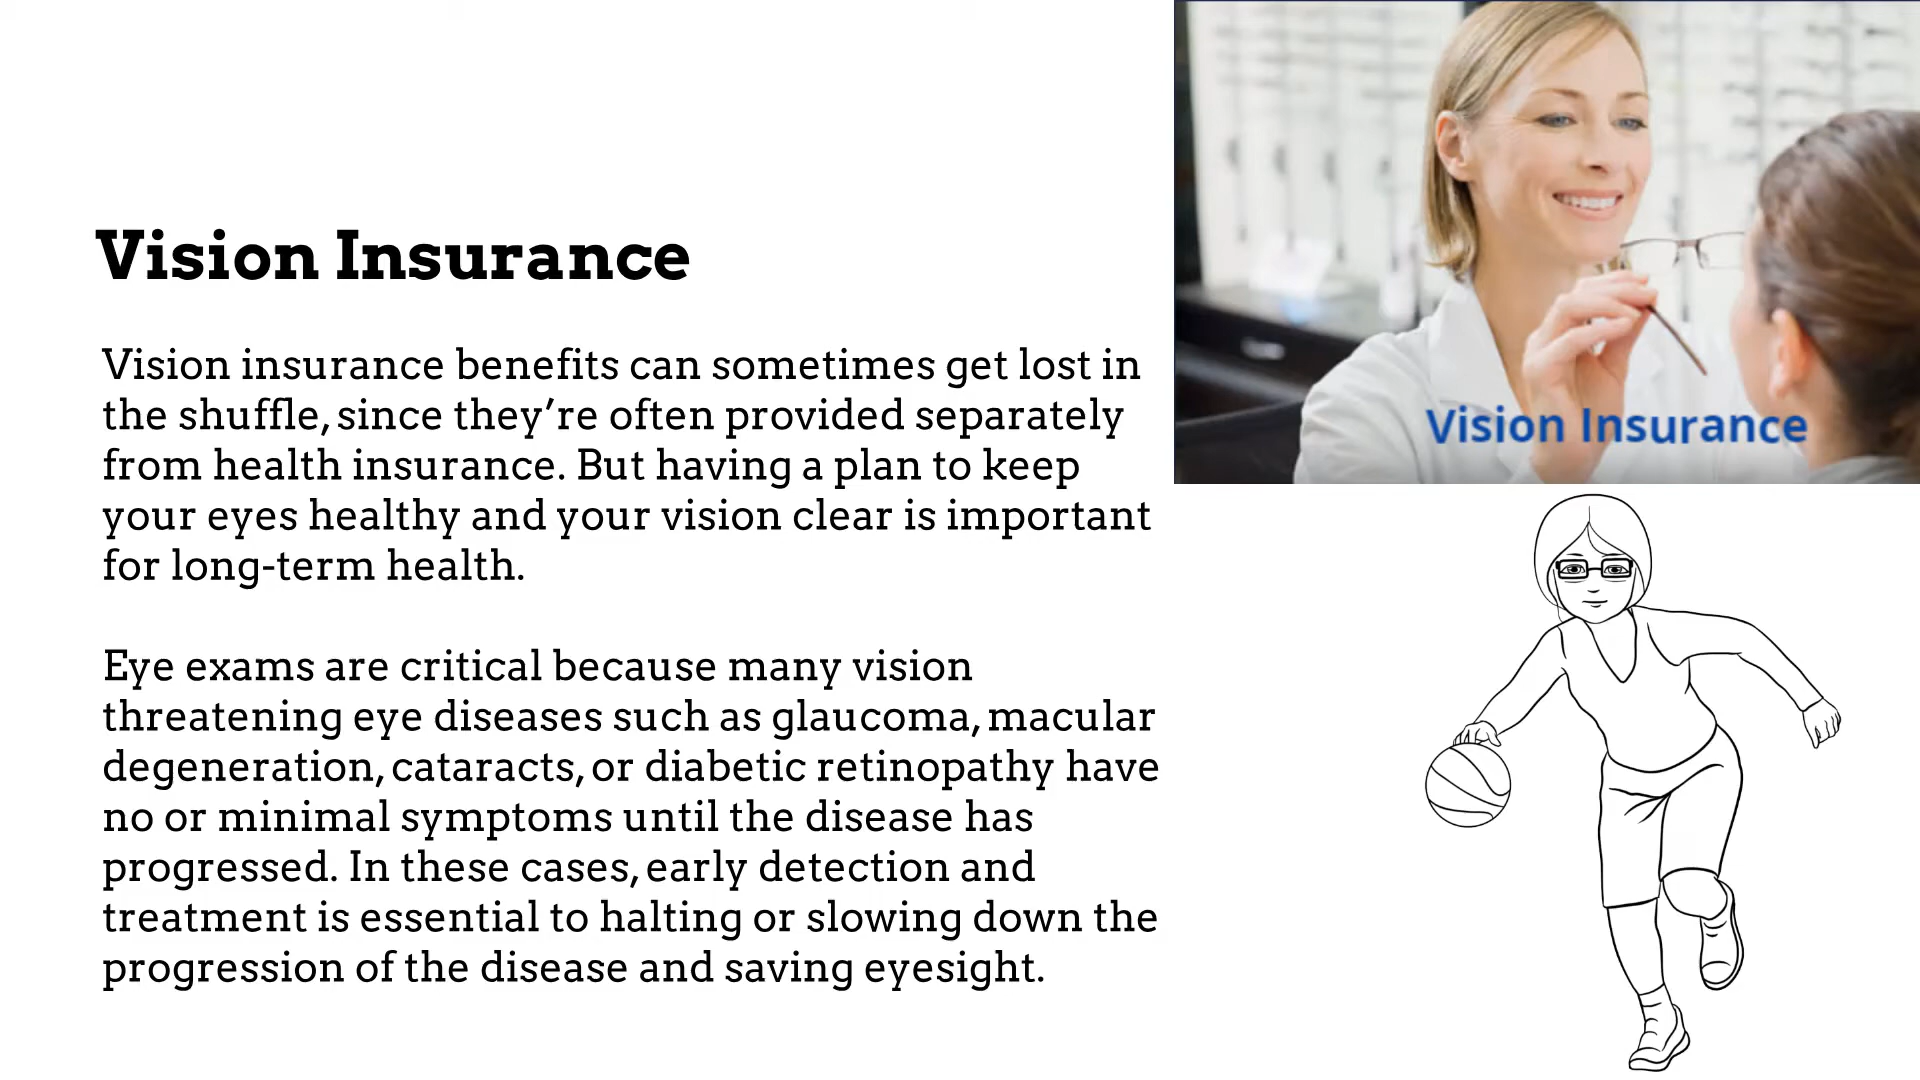 Vision Insurance
Vision insurance benefits can sometimes get lost in
the shuffle, since they’re often provided separately
from health insurance. But having a plan to keep
your eyes healthy and your vision clear is important
for long-term health.
Eye exams are critical because many vision
threatening eye diseases such as glaucoma, macular
degeneration, cataracts, or diabetic retinopathy have
no or minimal symptoms until the disease has
progressed. In these cases, early detection and
treatment is essential to halting or slowing down the
progression of the disease and saving eyesight.
Vision Insurance